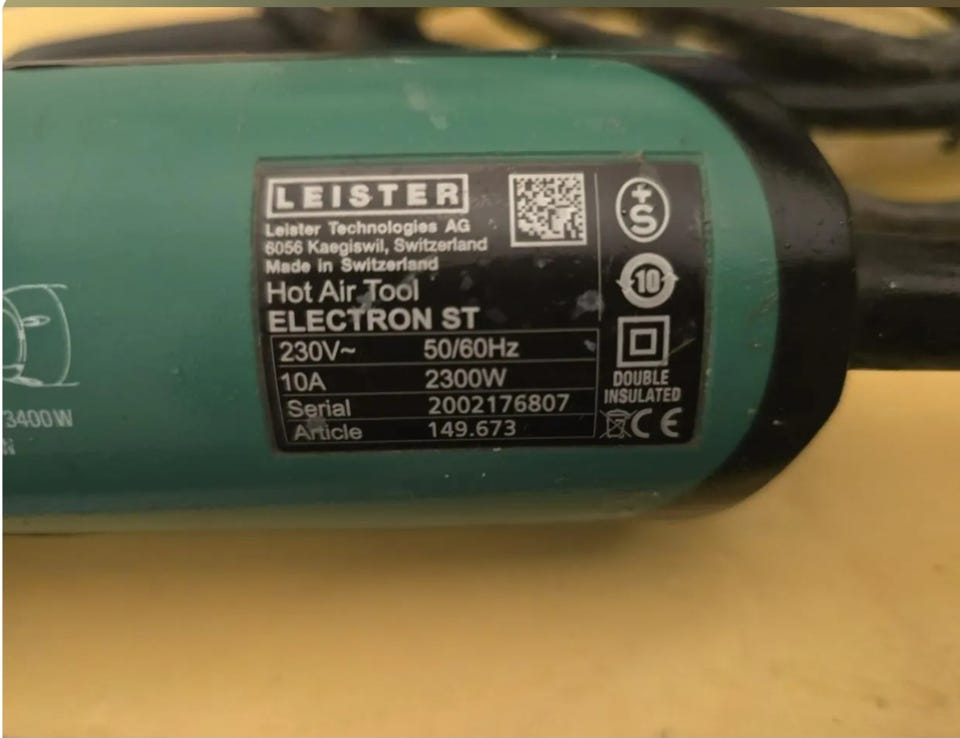 LEISTER
Leister Technologies AG
6056 Kaegiswil, Switzerland
Made in Switzerland
Hot Air Tool
ELECTRON ST
230V~ 50/60Hz
10A 2300W
Serial 2002176807
Article 149.673
+
S
10
DOUBLE
INSULATED
CE
3400W